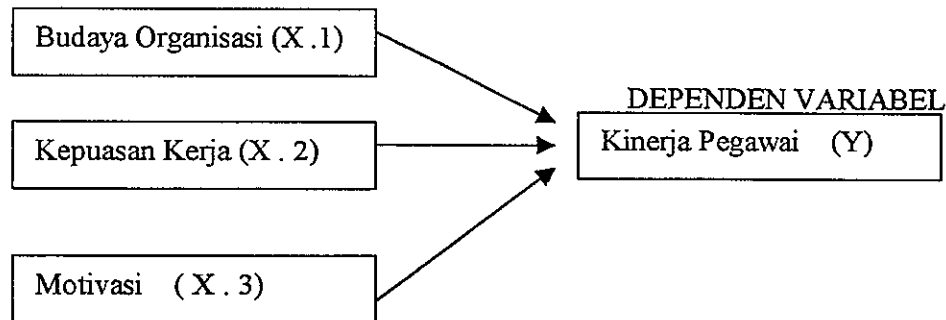 Budaya Organisasi (X .1)
DEPENDEN VARIABEL
Kepuasan Kerja (X . 2)
Kinerja Pegawai (Y)
Motivasi ( X . 3)